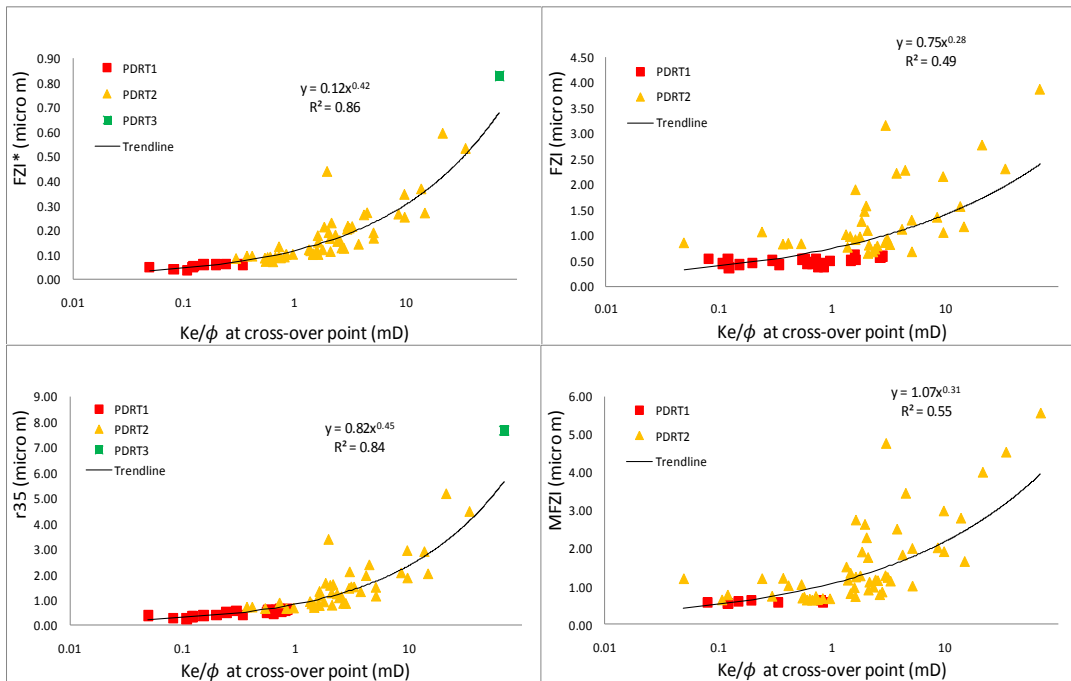 FZI* (micro m)
0.90
0.80
0.70
0.60
0.50
0.40
0.30
0.20
0.10
0.00
PDRT1
PDRT2
PDRT3
Trendline
y = 0.12x^0.42
R² = 0.86
0.01 0.1 1 10
Ke/ϕ at cross-over point (mD)
FZI (micro m)
4.50
4.00
3.50
3.00
2.50
2.00
1.50
1.00
0.50
0.00
PDRT1
PDRT2
Trendline
y = 0.75x^0.28
R² = 0.49
0.01 0.1 1 10
Ke/ϕ at cross-over point (mD)
r35 (micro m)
9.00
8.00
7.00
6.00
5.00
4.00
3.00
2.00
1.00
0.00
PDRT1
PDRT2
PDRT3
Trendline
y = 0.82x^0.45
R² = 0.84
0.01 0.1 1 10
Ke/ϕ at cross-over point (mD)
MFZI (micro m)
6.00
5.00
4.00
3.00
2.00
1.00
0.00
PDRT1
PDRT2
Trendline
y = 1.07x^0.31
R² = 0.55
0.01 0.1 1 10
Ke/ϕ at cross-over point (mD)